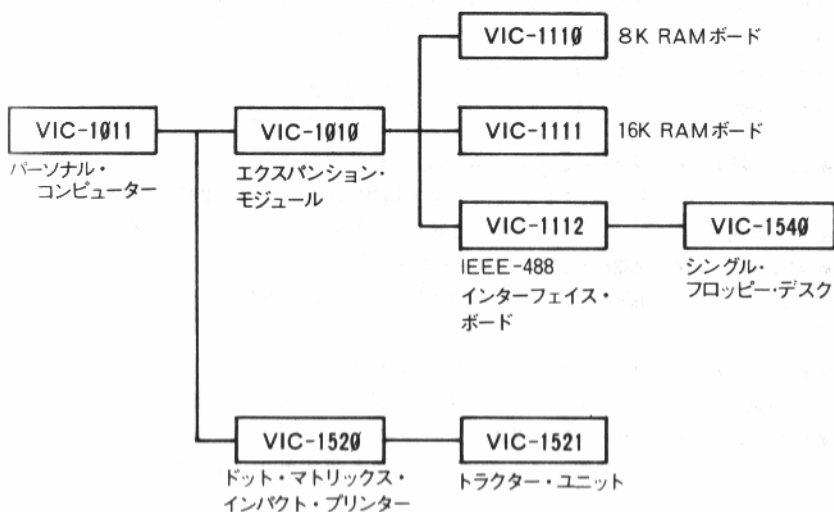 VIC-1110 8K RAMボード
VIC-1011
パーソナル・
コンピューター
VIC-1010
エクスパンション・
モジュール
VIC-1111 16K RAMボード
VIC-1112
IEEE-488
インターフェイス・
ボード
VIC-1540
シングル・
フロッピー・デスク
VIC-1520
ドット・マトリックス・
インパクト・プリンター
VIC-1521
トラクター・ユニット